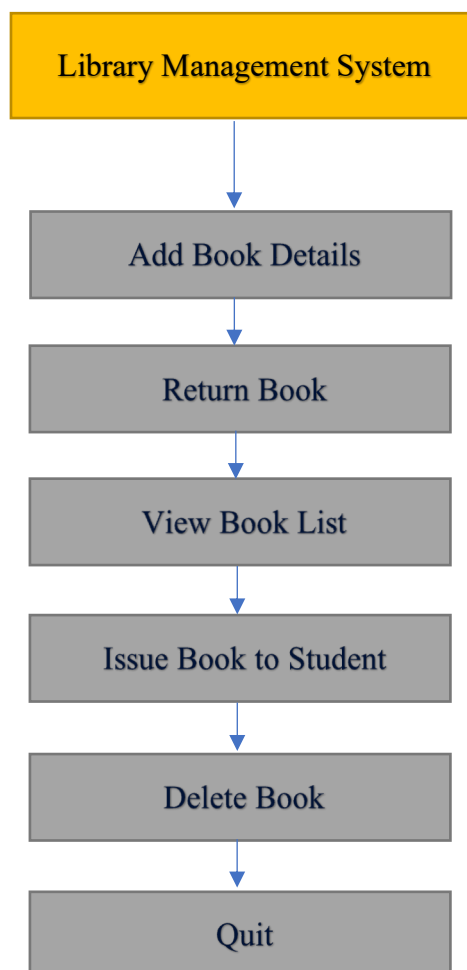 Library Management System
Add Book Details
Return Book
View Book List
Issue Book to Student
Delete Book
Quit